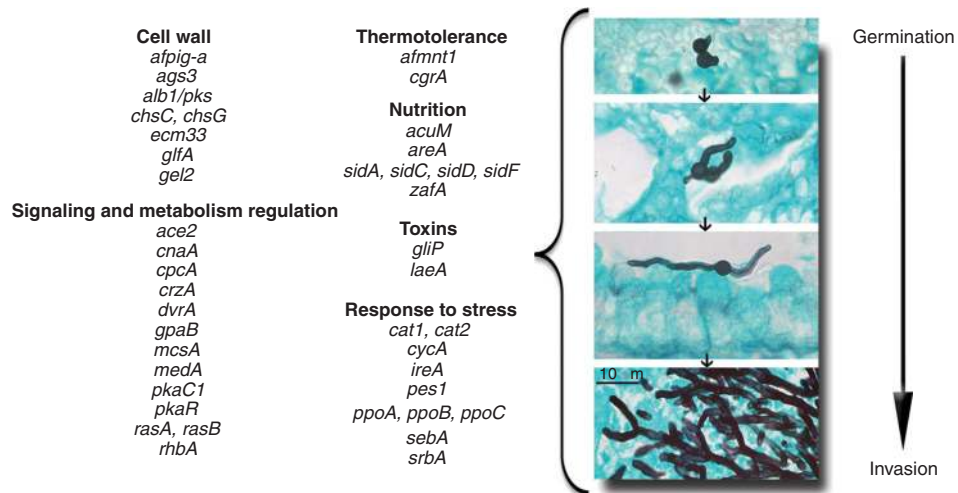 Cell wall
afpig-a
ags3
alb1/pks
chsC, chsG
ecm33
glfA
gel2
Signaling and metabolism regulation
ace2
cnaA
cpcA
crzA
dvrA
gpaB
mcsA
medA
pkaC1
pkaR
rasA, rasB
rhbA
Thermotolerance
afmnt1
cgrA
Nutrition
acuM
areA
sidA, sidC, sidD, sidF
zafA
Toxins
gliP
laeA
Response to stress
cat1, cat2
cycA
ireA
pes1
ppoA, ppoB, ppoC
sebA
srbA
10 m
Germination
Invasion